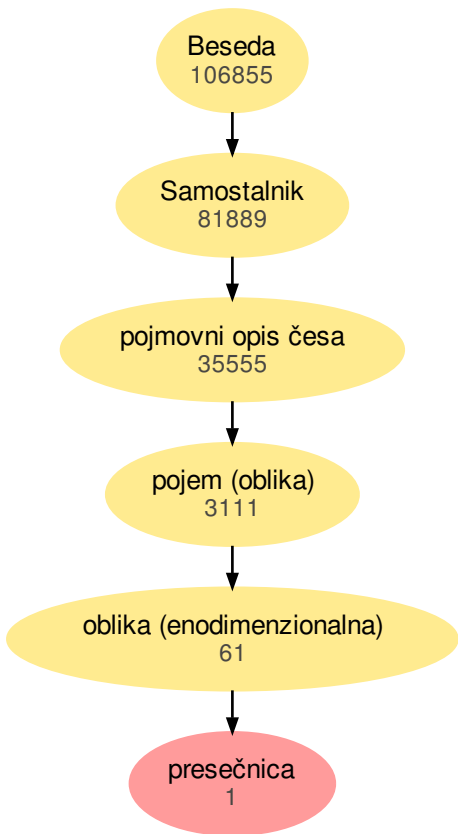 Beseda
106855
Samostalnik
81889
pojmovni opis česa
35555
pojem (oblika)
3111
oblika (enodimenzionalna)
61
presečnica
1